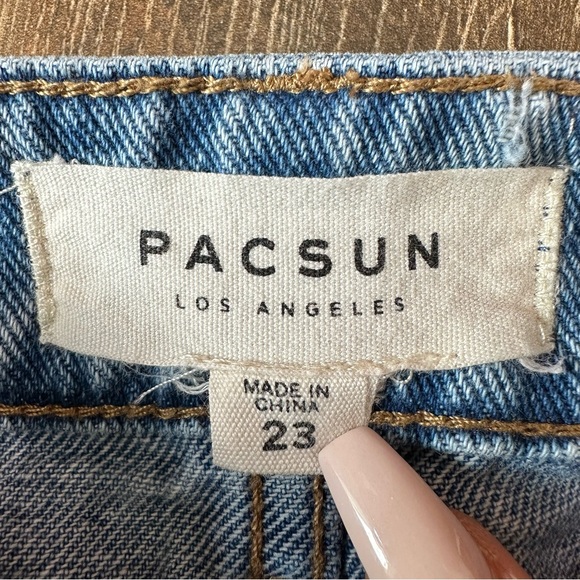 PACSUN
LOS ANGELES
MADE IN
CHINA
23